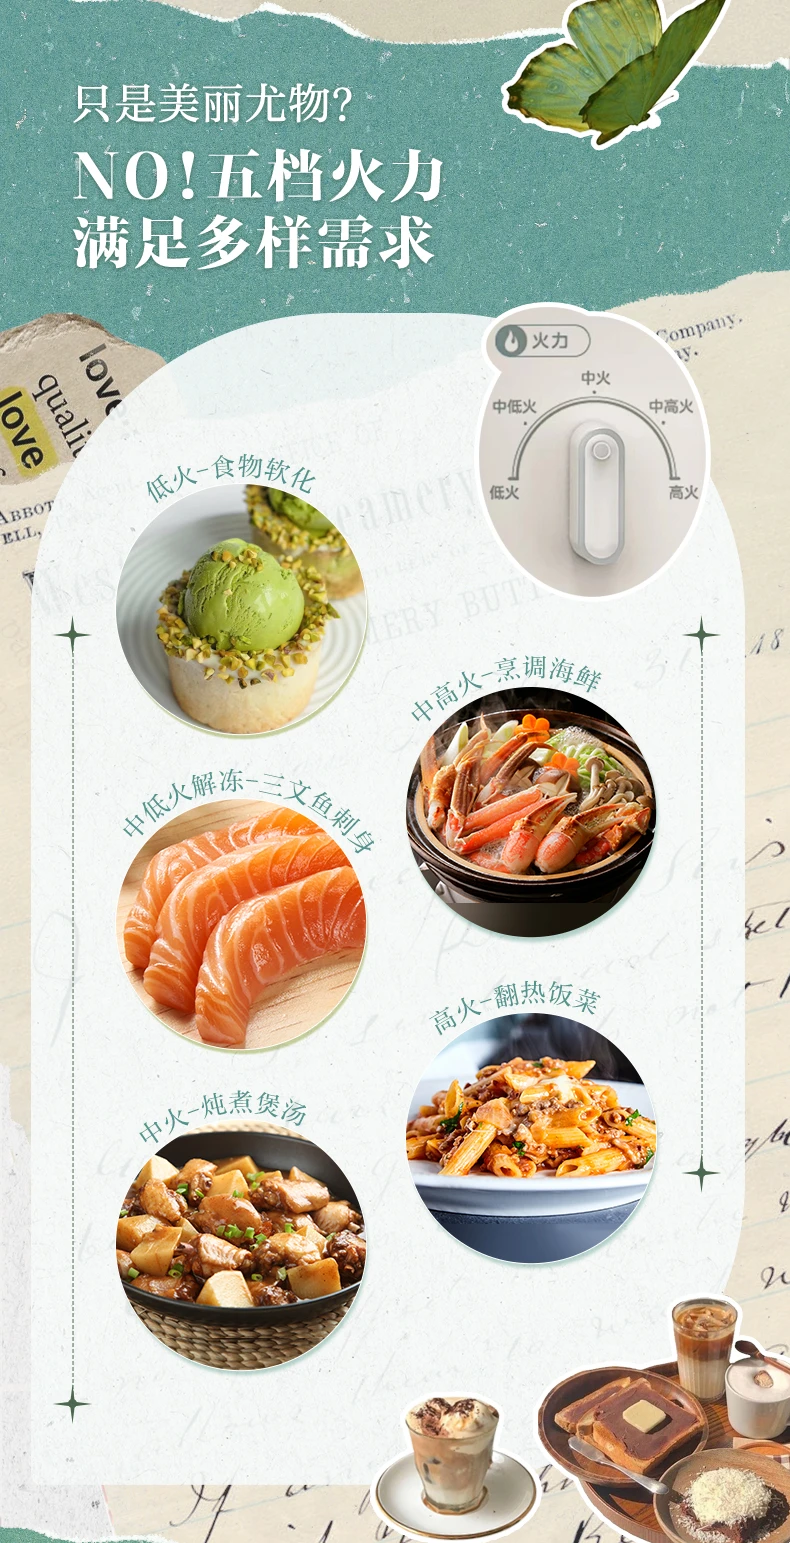 只是美丽尤物?
NO!五档火力
满足多样需求
火力
中火
中低火
中高火
低火
高火
love
quali
love
ABBOT
ELL,
Company,
低火-食物软化
中高火-烹调海鲜
中低火解冻-三文鱼刺身
高火-翻热饭菜
中火-炖煮煲汤